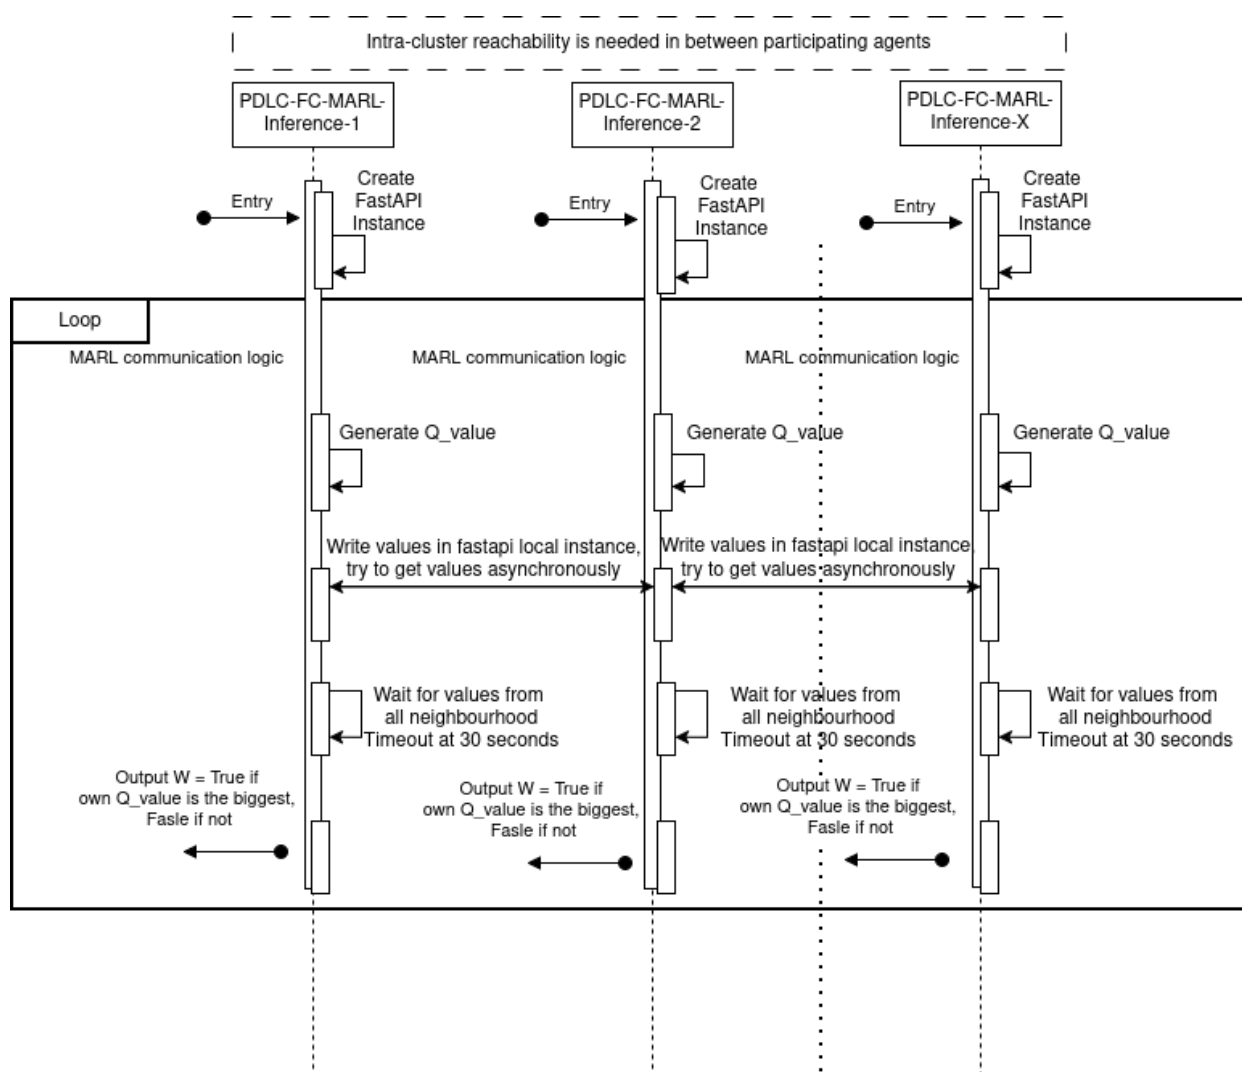 Intra-cluster reachability is needed in between participating agents
PDLC-FC-MARL-
Inference-1
PDLC-FC-MARL-
Inference-2
PDLC-FC-MARL-
Inference-X
Entry
Create
FastAPI
Instance
Entry
Create
FastAPI
Instance
Entry
Create
FastAPI
Instance
Loop
MARL communication logic
MARL communication logic
MARL communication logic
Generate Q_value
Generate Q_value
Generate Q_value
Write values in fastapi local instance,
try to get values asynchronously
Write values in fastapi local instance,
try to get values asynchronously
Wait for values from
all neighbourhood
Timeout at 30 seconds
Wait for values from
all neighbourhood
Timeout at 30 seconds
Wait for values from
all neighbourhood
Timeout at 30 seconds
Output W = True if
own Q_value is the biggest,
Fasle if not
Output W = True if
own Q_value is the biggest,
Fasle if not
Output W = True if
own Q_value is the biggest,
Fasle if not